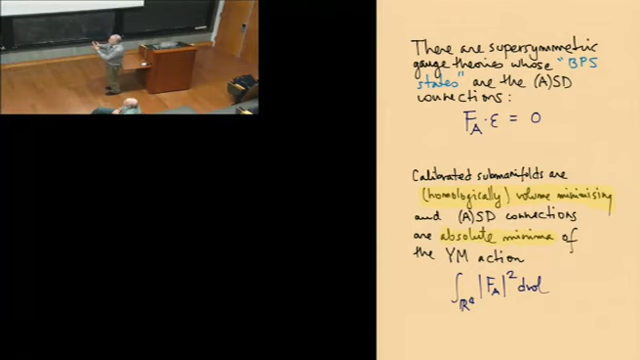 There are supersymmetric
gauge theories whose "BPS
states" are the (A)SD
connections:
F_A · ε = 0
Calibrated submanifolds are
(homologically) volume minimising
and (A)SD connections
are absolute minima of
the YM action
∫_{R⁴} |F_A|² dvol